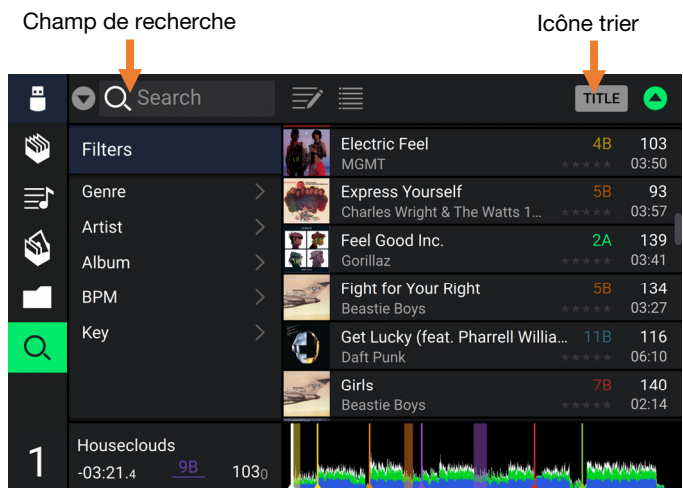 Champ de recherche
Icône trier
Search
TITLE
Filters
Genre
Artist
Album
BPM
Key
Electric Feel 4B 103
MGMT 03:50
Express Yourself 5B 93
Charles Wright & The Watts 1... 03:57
Feel Good Inc. 2A 139
Gorillaz 03:41
Fight for Your Right 5B 134
Beastie Boys 03:27
Get Lucky (feat. Pharrell Willia... 11B 116
Daft Punk 06:10
Girls 7B 140
Beastie Boys 02:14
1
Houseclouds
-03:21.4 9B 1030